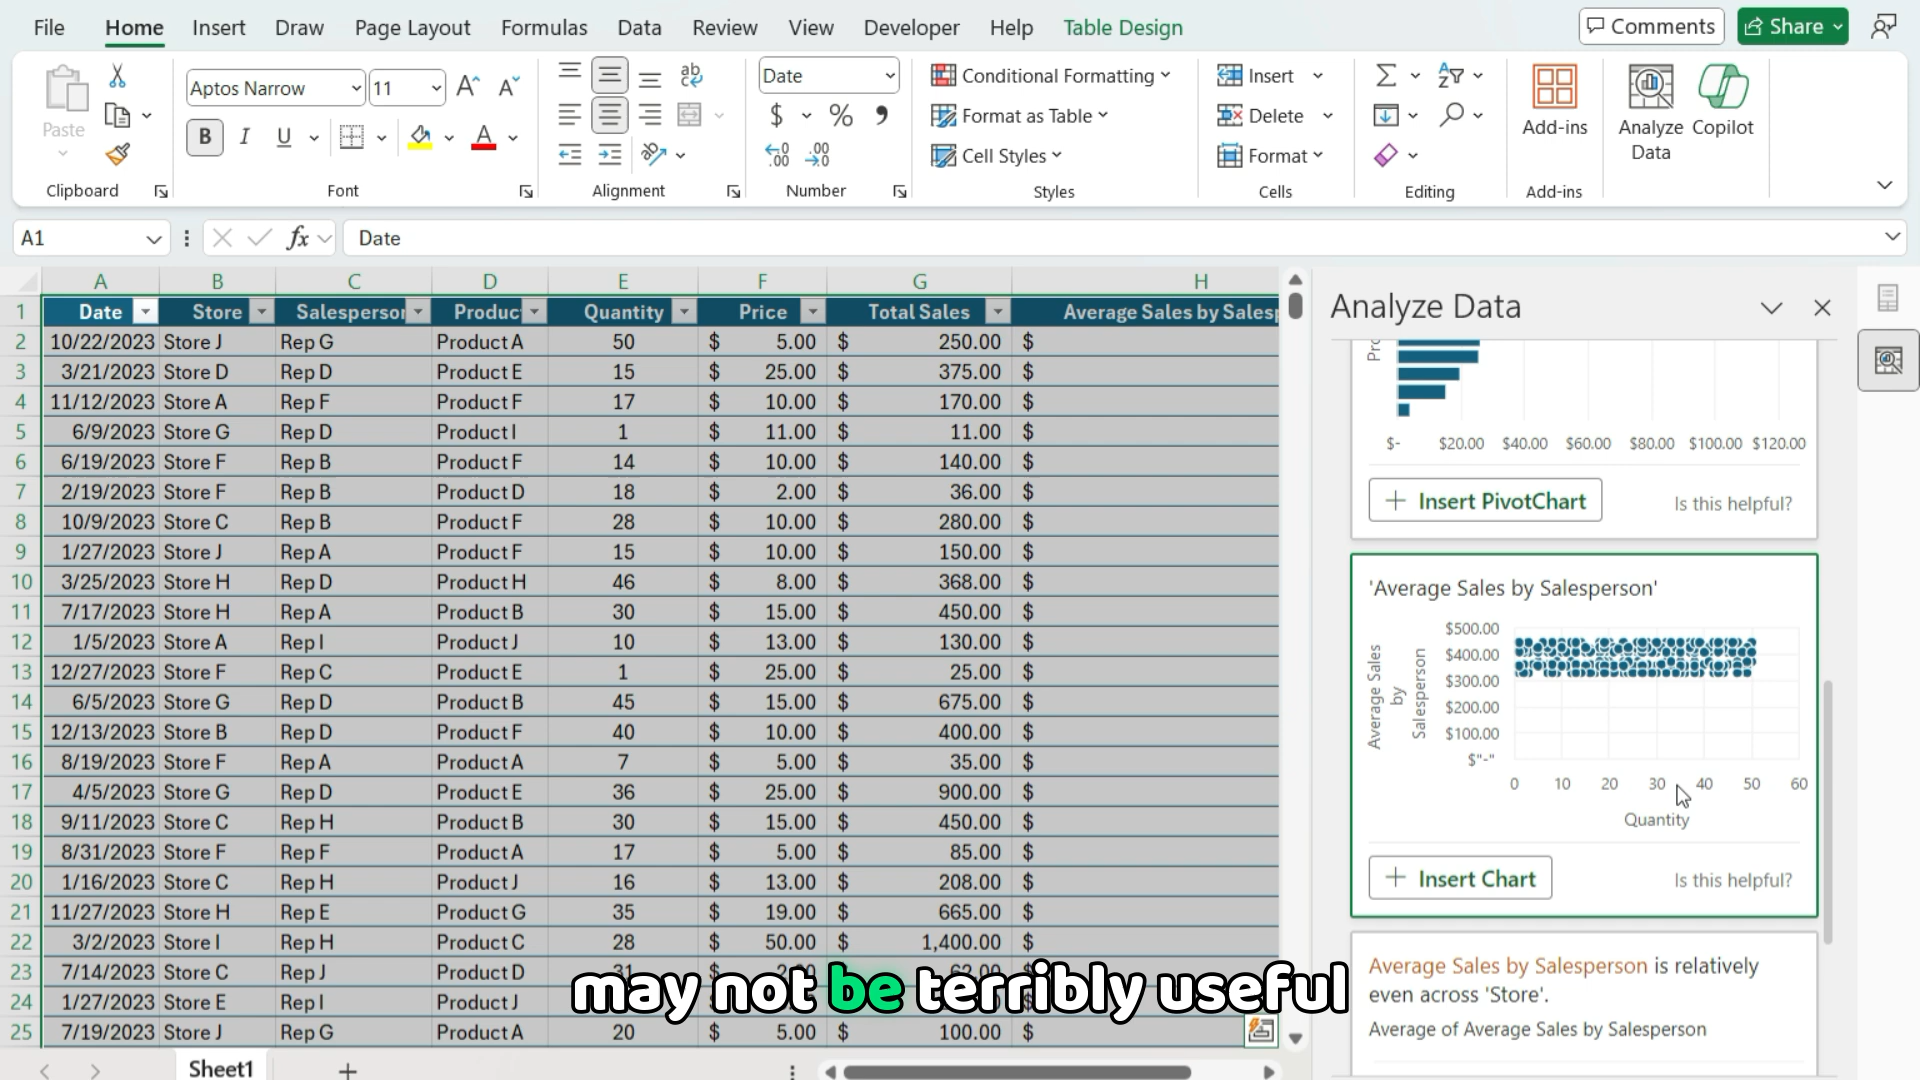 File Home Insert Draw Page Layout Formulas Data Review View Developer Help Table Design Comments Share
Paste
Aptos Narrow 11
B I U
ab
Date
$ % 9
Conditional Formatting
Format as Table
Cell Styles
Insert
Delete
Format
Add-ins
Analyze Data
Copilot
Clipboard Font Alignment Number Styles Cells Editing Add-ins
A1 fx Date
A B C D E F G H
1 Date Store Salesperson Produc Quantity Price Total Sales Average Sales by Salesp
2 10/22/2023 Store J Rep G Product A 50 $ 5.00 $ 250.00 $
3 3/21/2023 Store D Rep D Product E 15 $ 25.00 $ 375.00 $
4 11/12/2023 Store A Rep F Product F 17 $ 10.00 $ 170.00 $
5 6/9/2023 Store G Rep D Product I 1 $ 11.00 $ 11.00 $
6 6/19/2023 Store F Rep B Product F 14 $ 10.00 $ 140.00 $
7 2/19/2023 Store F Rep B Product D 18 $ 2.00 $ 36.00 $
8 10/9/2023 Store C Rep B Product F 28 $ 10.00 $ 280.00 $
9 1/27/2023 Store J Rep A Product F 15 $ 10.00 $ 150.00 $
10 3/25/2023 Store H Rep D Product H 46 $ 8.00 $ 368.00 $
11 7/17/2023 Store H Rep A Product B 30 $ 15.00 $ 450.00 $
12 1/5/2023 Store A Rep I Product J 10 $ 13.00 $ 130.00 $
13 12/27/2023 Store F Rep C Product E 1 $ 25.00 $ 25.00 $
14 6/5/2023 Store G Rep D Product B 45 $ 15.00 $ 675.00 $
15 12/13/2023 Store B Rep D Product F 40 $ 10.00 $ 400.00 $
16 8/19/2023 Store F Rep A Product A 7 $ 5.00 $ 35.00 $
17 4/5/2023 Store G Rep D Product E 36 $ 25.00 $ 900.00 $
18 9/11/2023 Store C Rep H Product B 30 $ 15.00 $ 450.00 $
19 8/31/2023 Store F Rep F Product A 17 $ 5.00 $ 85.00 $
20 1/16/2023 Store C Rep H Product J 16 $ 13.00 $ 208.00 $
21 11/27/2023 Store H Rep E Product G 35 $ 19.00 $ 665.00 $
22 3/2/2023 Store I Rep H Product C 28 $ 50.00 $ 1,400.00 $
23 7/14/2023 Store C Rep J Product D 31 $ 2.00 $ 62.00 $
24 1/27/2023 Store E Rep I Product J $
25 7/19/2023 Store J Rep G Product A 20 $ 5.00 $ 100.00 $
may not be terribly useful
Sheet1
Analyze Data
Pro
$- $20.00 $40.00 $60.00 $80.00 $100.00 $120.00
Insert PivotChart Is this helpful?
'Average Sales by Salesperson'
Average Sales
by
Salesperson
$500.00
$400.00
$300.00
$200.00
$100.00
$"-"
0 10 20 30 40 50 60
Quantity
Insert Chart Is this helpful?
Average Sales by Salesperson is relatively
even across 'Store'.
Average of Average Sales by Salesperson